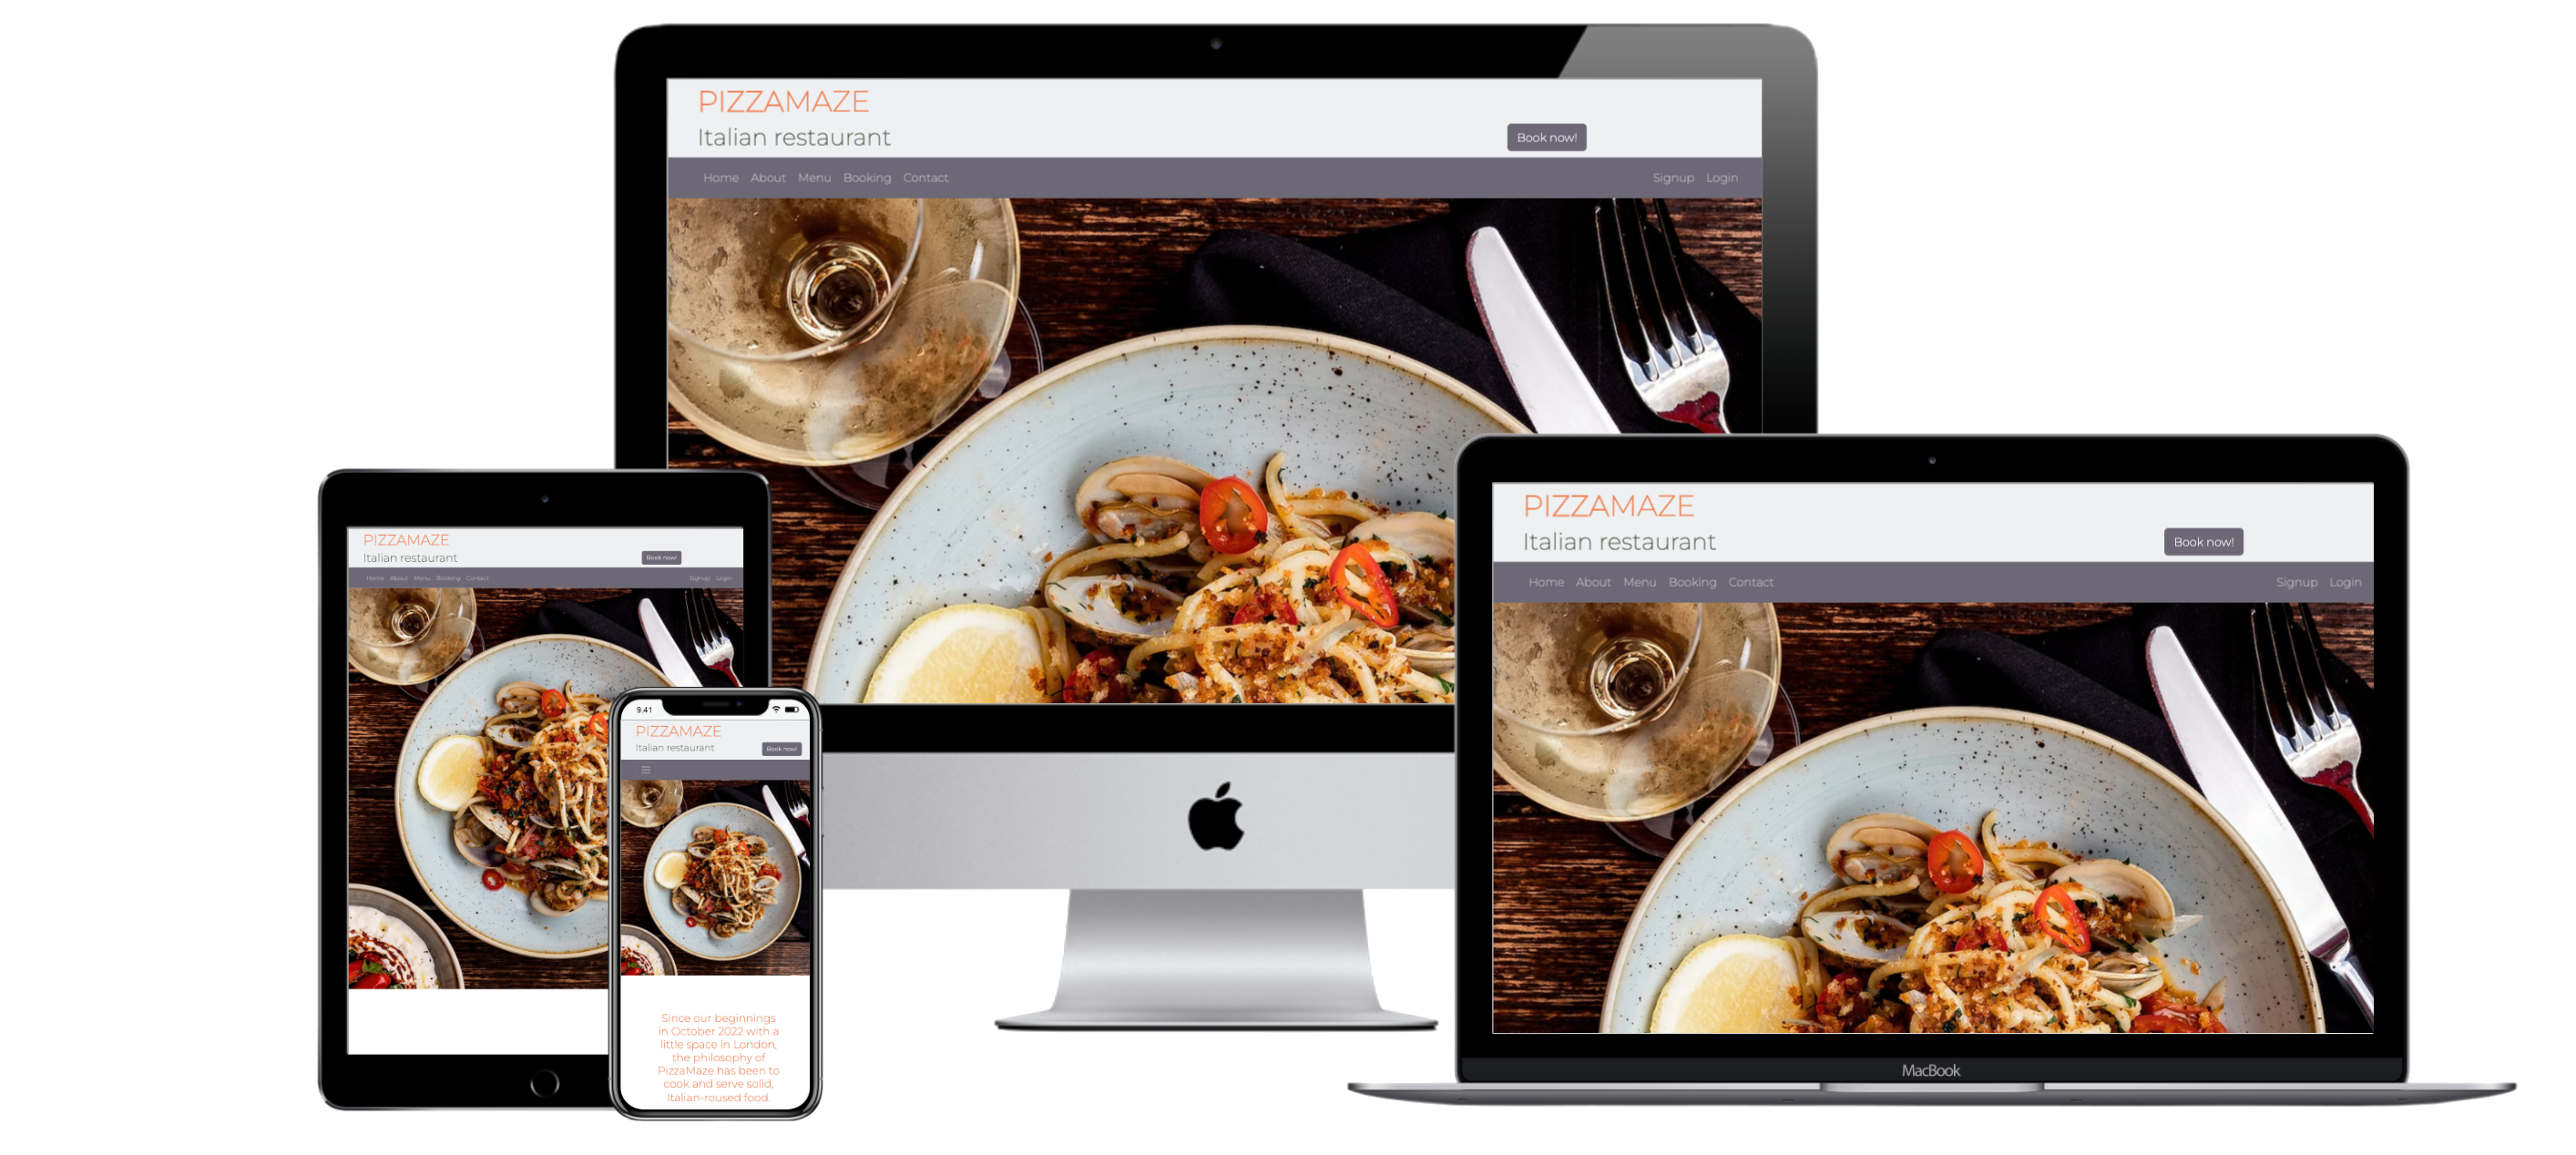 PIZZAMAZE
Italian restaurant
Book now!
Home About Menu Booking Contact
Signup Login
PIZZAMAZE
Italian restaurant
Book now!
Home About Menu Booking Contact
Signup Login
9.41
PIZZAMAZE
Italian restaurant
Book now!
Since our beginnings
in October 2022 with a
little space in London,
the philosophy of
PizzaMaze has been to
cook and serve solid,
Italian-roused food.
PIZZAMAZE
Italian restaurant
Book now!
Home About Menu Booking Contact
Signup Login
MacBook